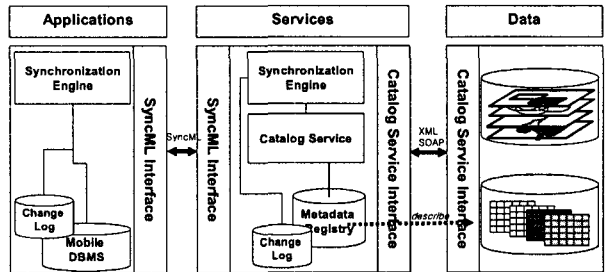 Applications
Services
Data
Synchronization
Engine
Change
Log
Mobile
DBMS
SyncML Interface
SyncML
SyncML Interface
Synchronization
Engine
Catalog Service
Metadata
Registry
Change
Log
Catalog Service Interface
XML
SOAP
describe
Catalog Service Interface